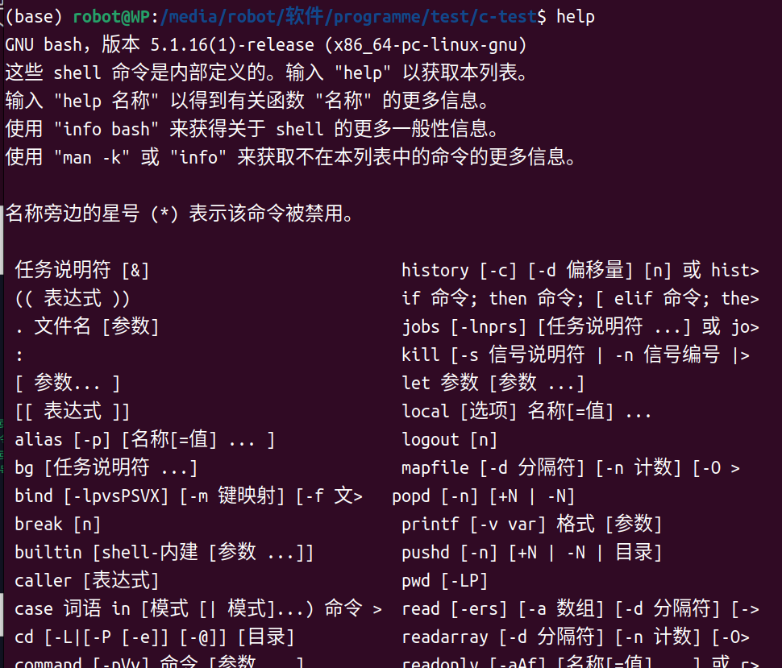 (base) robot@WP:/media/robot/软件/programme/test/c-test$ help
GNU bash，版本 5.1.16(1)-release (x86_64-pc-linux-gnu)
这些 shell 命令是内部定义的。输入 "help" 以获取本列表。
输入 "help 名称" 以得到有关函数 "名称" 的更多信息。
使用 "info bash" 来获得关于 shell 的更多一般性信息。
使用 "man -k" 或 "info" 来获取不在本列表中的命令的更多信息。
名称旁边的星号 (*) 表示该命令被禁用。
任务说明符 [&] history [-c] [-d 偏移量] [n] 或 hist>
(( 表达式 )) if 命令; then 命令; [ elif 命令; the>
. 文件名 [参数] jobs [-lnprs] [任务说明符 ...] 或 jo>
: kill [-s 信号说明符 | -n 信号编号 |>
[ 参数... ] let 参数 [参数 ...]
[[ 表达式 ]] local [选项] 名称[=值] ...
alias [-p] [名称[=值] ... ] logout [n]
bg [任务说明符 ...] mapfile [-d 分隔符] [-n 计数] [-O >
bind [-lpvsPSVX] [-m 键映射] [-f 文> popd [-n] [+N | -N]
break [n] printf [-v var] 格式 [参数]
builtin [shell-内建 [参数 ...]] pushd [-n] [+N | -N | 目录]
caller [表达式] pwd [-LP]
case 词语 in [模式 [| 模式]...) 命令 > read [-ers] [-a 数组] [-d 分隔符] [->
cd [-L|[-P [-e]] [-@]] [目录] readarray [-d 分隔符] [-n 计数] [-O>
command [-pVv] 命令 [参数 ...] readonly [-aAf] [名称[=值] ...] 或 r>